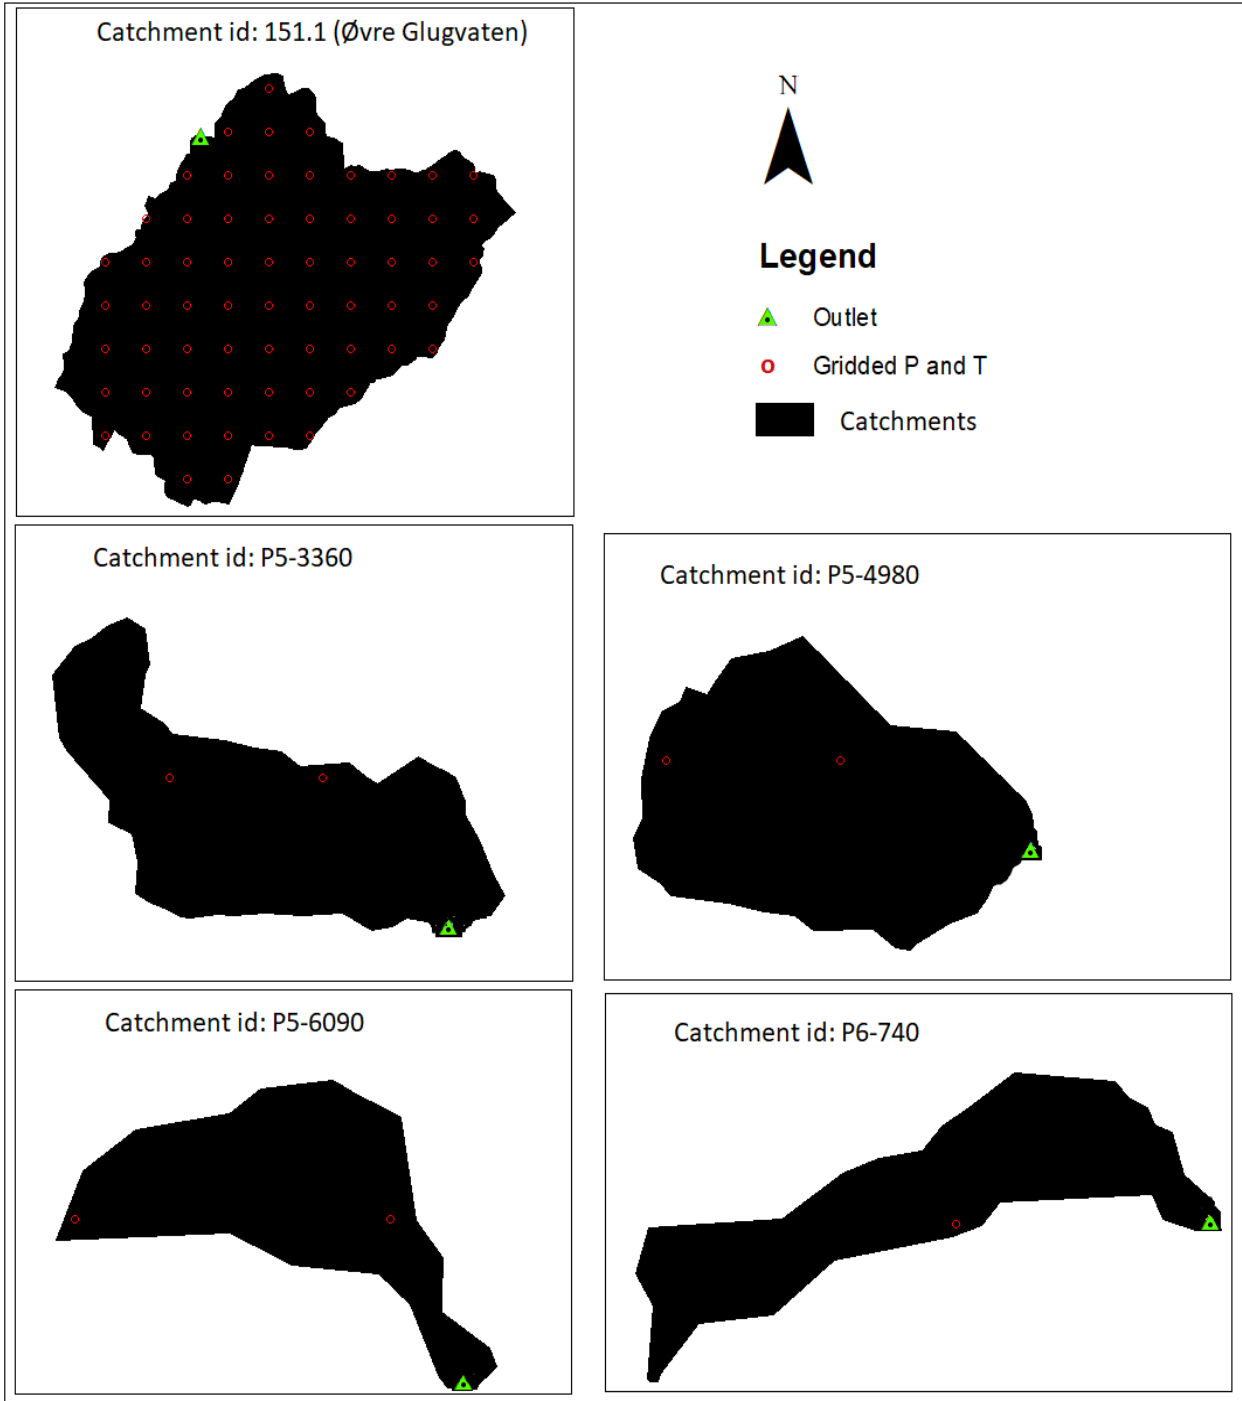 Catchment id: 151.1 (Øvre Glugvaten)
N
Legend
Outlet
Gridded P and T
Catchments
Catchment id: P5-3360
Catchment id: P5-4980
Catchment id: P5-6090
Catchment id: P6-740